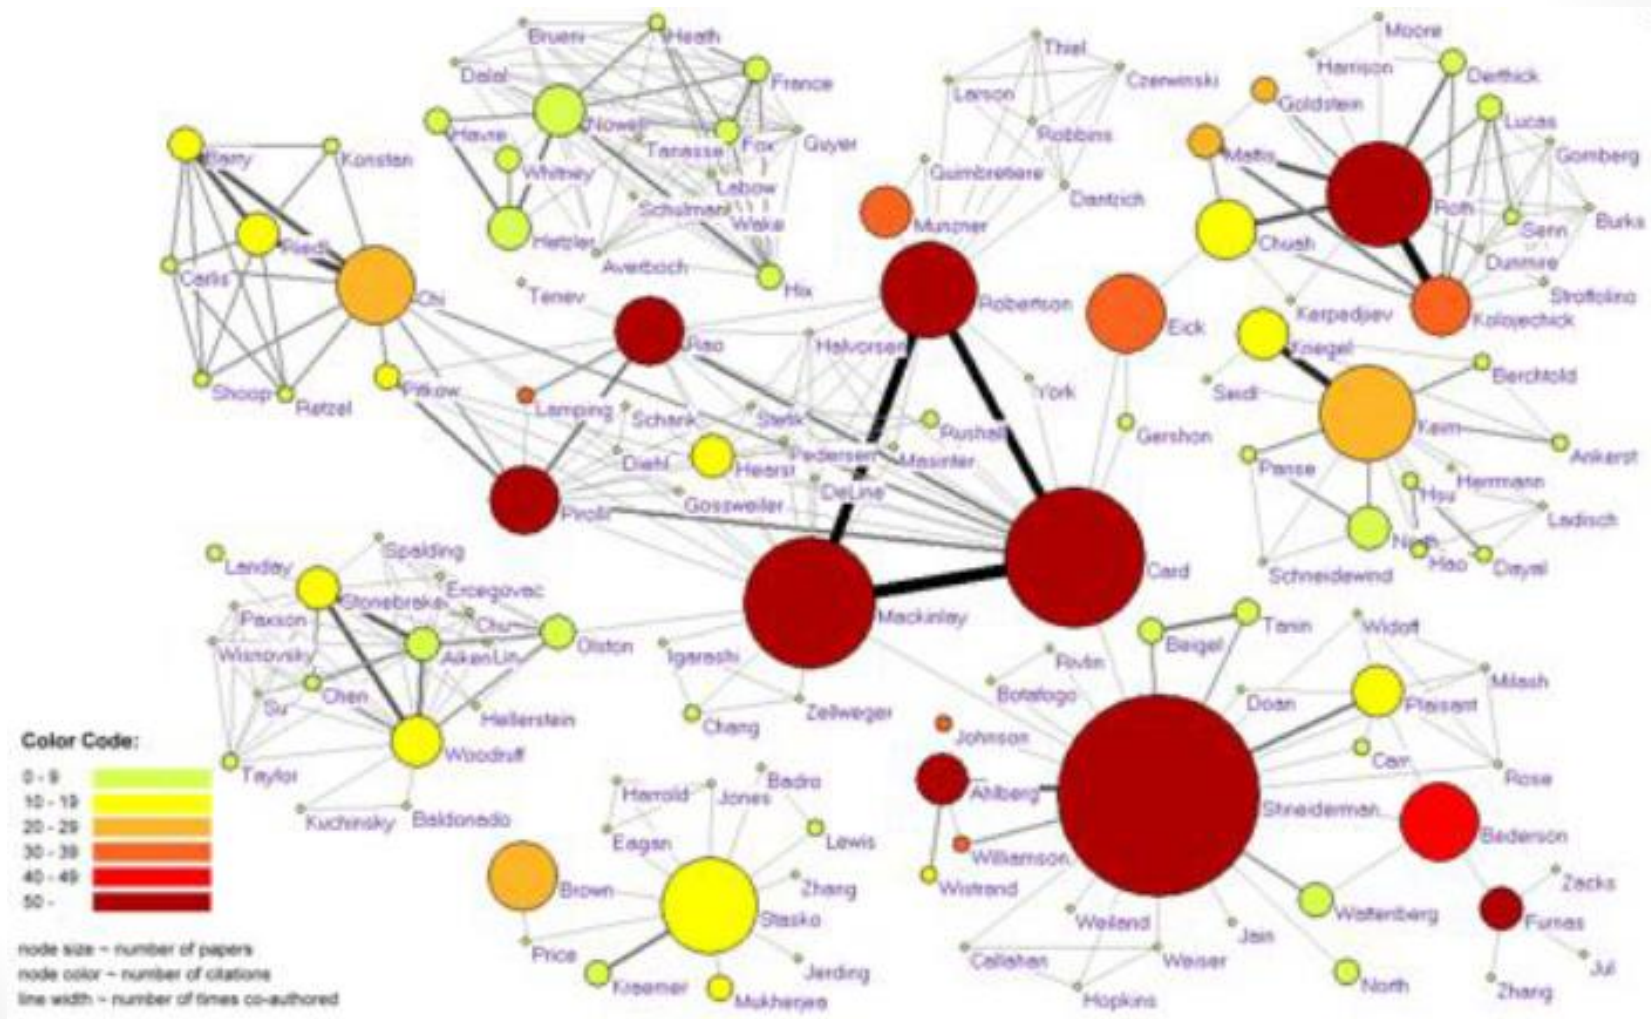 Brueni
Heath
Dalal
France
Havre
Nowell
Tanasse
Fox
Guyer
Whitney
Labow
Schulman
Wake
Hetzler
Averboch
Hix
Tenev
Barry
Konstan
Riedl
Carlis
Chi
Shoop
Retzel
Pitkow
Thiel
Larson
Czerwinski
Robbins
Quimbretiere
Dantzich
Munzner
Robertson
Moore
Harrison
Derthick
Goldstein
Lucas
Mattis
Gomberg
Roth
Burks
Senn
Chuah
Dunmire
Stroffolino
Kerpedjiev
Kolojechick
Eick
Gershon
Rao
Halvorsen
York
Lamping
Schank
Stefik
Rushall
Diehl
Hearst
Pedersen
Masinter
DeLine
Gossweiler
Pirolli
Card
Mackinlay
Kriegel
Seidl
Berchtold
Keim
Ankerst
Panse
Herrmann
Hsu
Ladisch
North
Hao
Dayal
Schneidewind
Landay
Spalding
Stonebraker
Ercegovac
Paxson
Chu
Wisnovsky
Aiken
Lin
Olston
Chen
Su
Hellerstein
Woodruff
Taylor
Kuchinsky
Baldonado
Igarashi
Chang
Zellweger
Rivlin
Botafogo
Beigel
Tanin
Widoff
Doan
Plaisant
Milash
Carr
Rose
Johnson
Ahlberg
Shneiderman
Williamson
Wistrand
Bederson
Wattenberg
Zacks
Furnas
Weiland
Jain
Callahan
Weiser
Hopkins
North
Jul
Zhang
Harrold
Jones
Badro
Eagan
Lewis
Brown
Zhang
Stasko
Price
Kraemer
Jerding
Mukherjea
Color Code:
0 - 9
10 - 19
20 - 29
30 - 39
40 - 49
50 -
node size ~ number of papers
node color ~ number of citations
line width ~ number of times co-authored